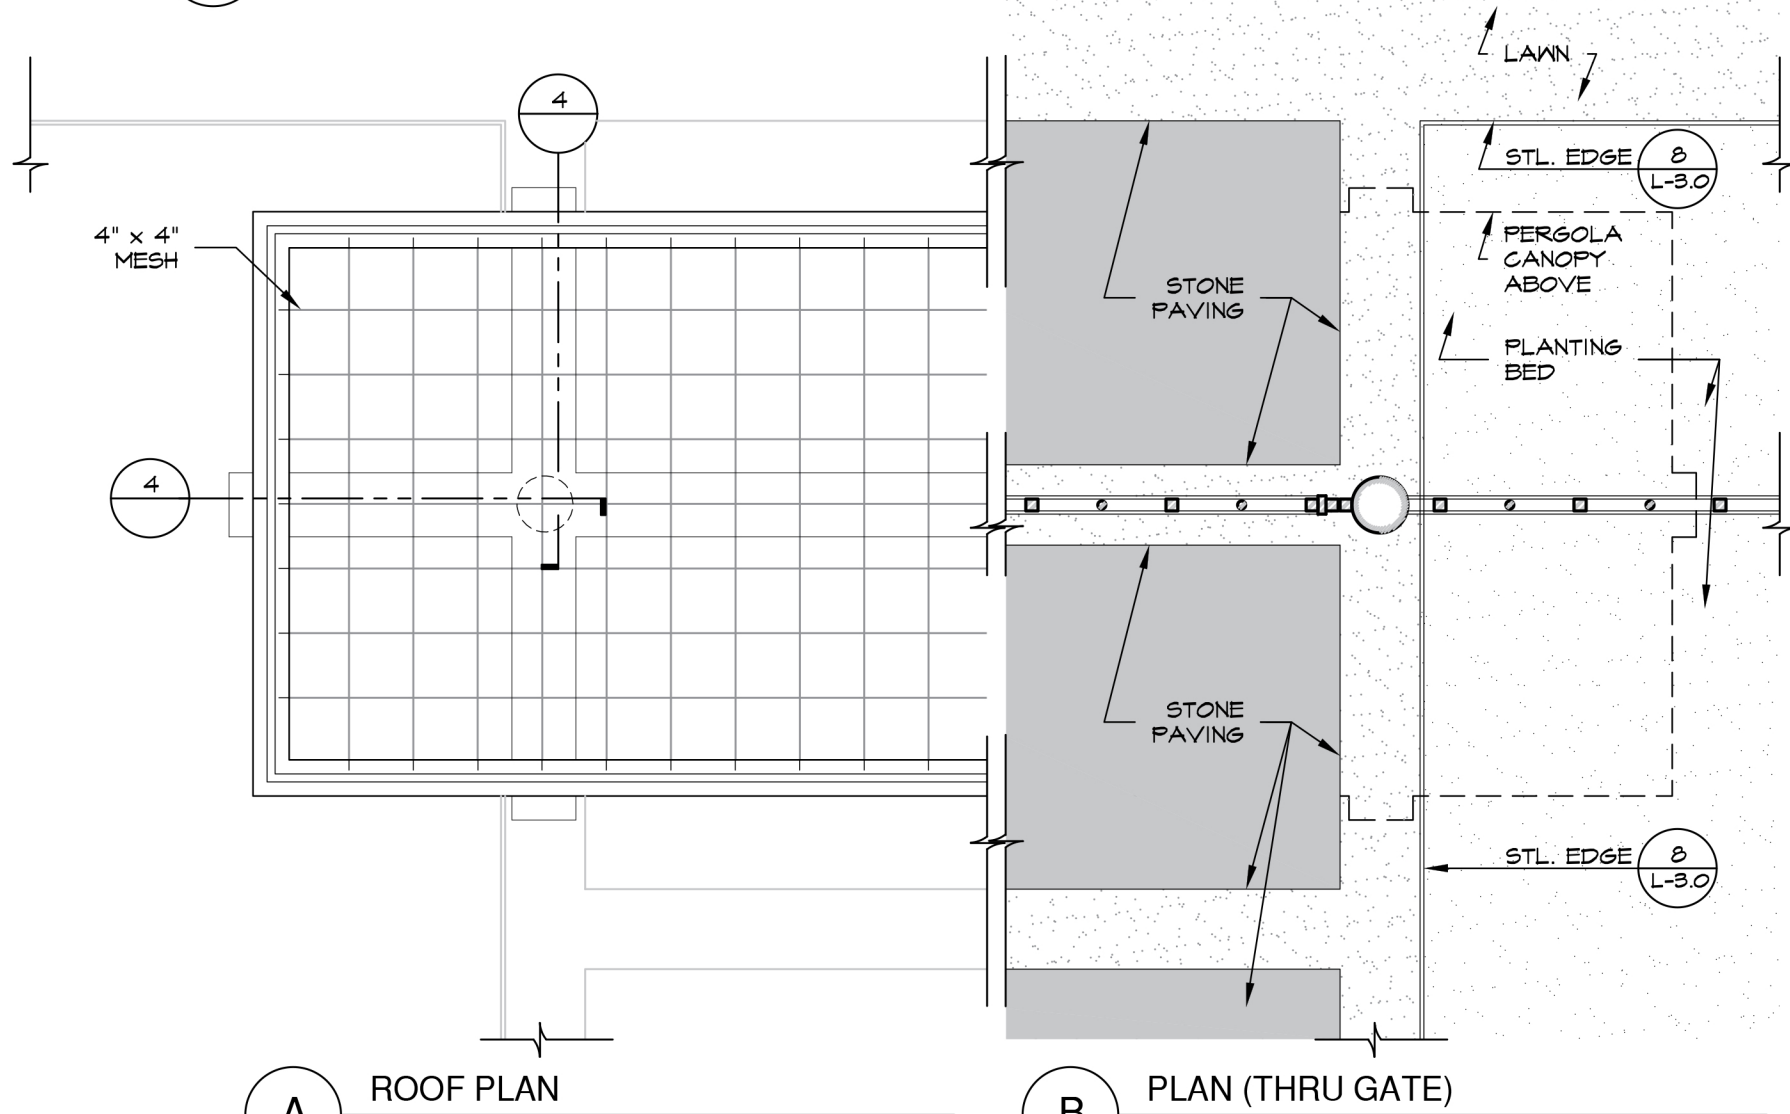 LAWN
4
STL. EDGE
8
L-3.0
4" x 4"
MESH
PERGOLA
CANOPY
ABOVE
STONE
PAVING
PLANTING
BED
4
STONE
PAVING
STL. EDGE
8
L-3.0
A
ROOF PLAN
B
PLAN (THRU GATE)